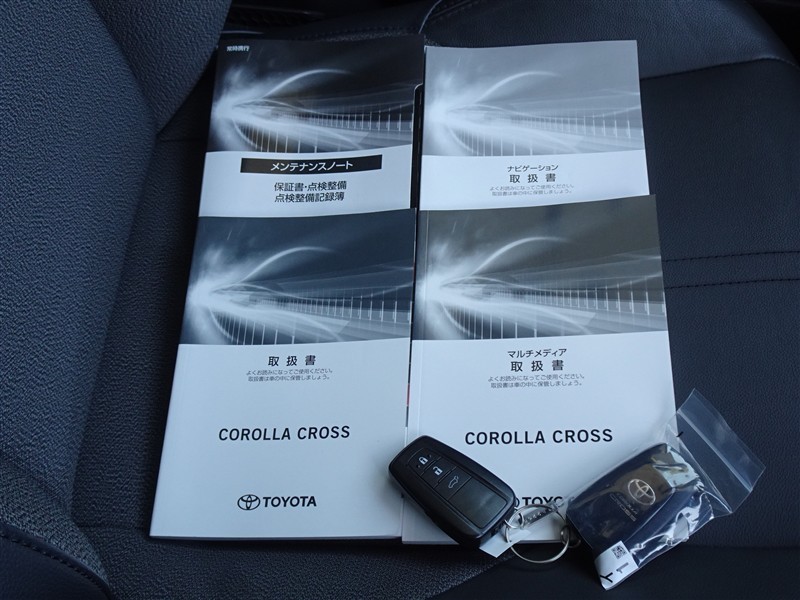 常時携行
メンテナンスノート
保証書・点検整備
点検整備記録簿
ナビゲーション
取扱書
よくお読みになってご使用ください。
取扱書は車の中に保管しましょう。
取扱書
よくお読みになってご使用ください。
取扱書は車の中に保管しましょう。
COROLLA CROSS
TOYOTA
マルチメディア
取扱書
よくお読みになってご使用ください。
取扱書は車の中に保管しましょう。
COROLLA CROSS